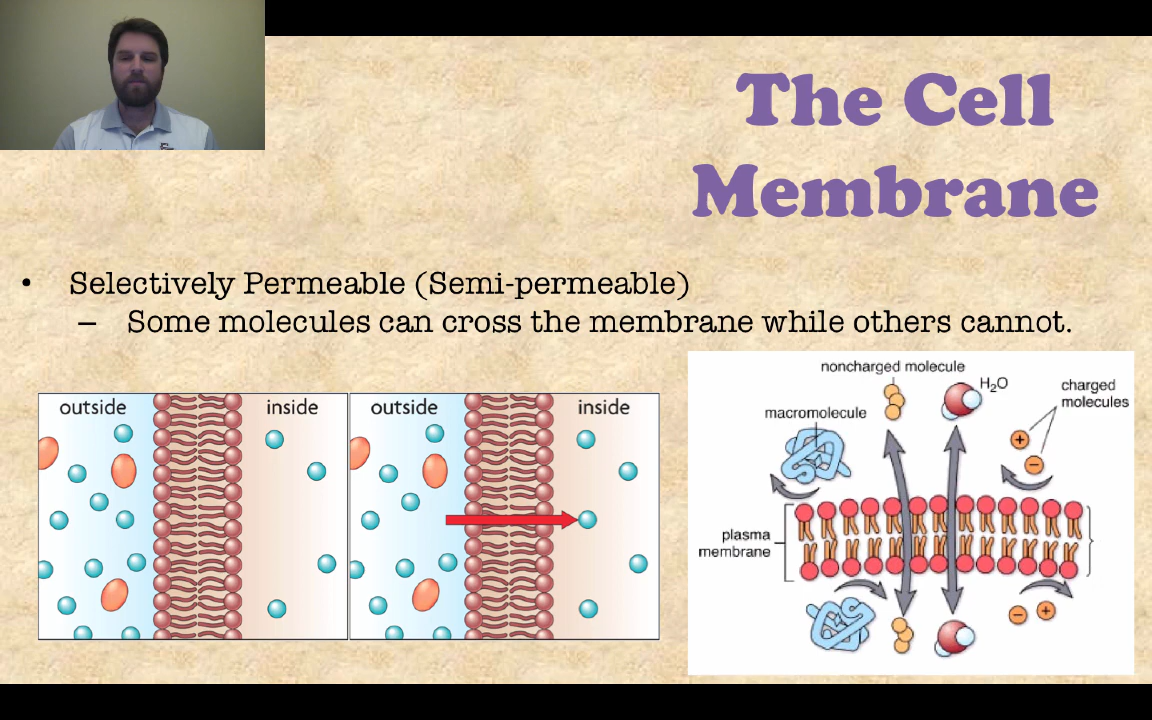 The Cell
Membrane
• Selectively Permeable (Semi-permeable)
– Some molecules can cross the membrane while others cannot.
outside
inside
outside
inside
noncharged molecule
H₂O
charged
molecules
macromolecule
+
−
plasma
membrane
− +